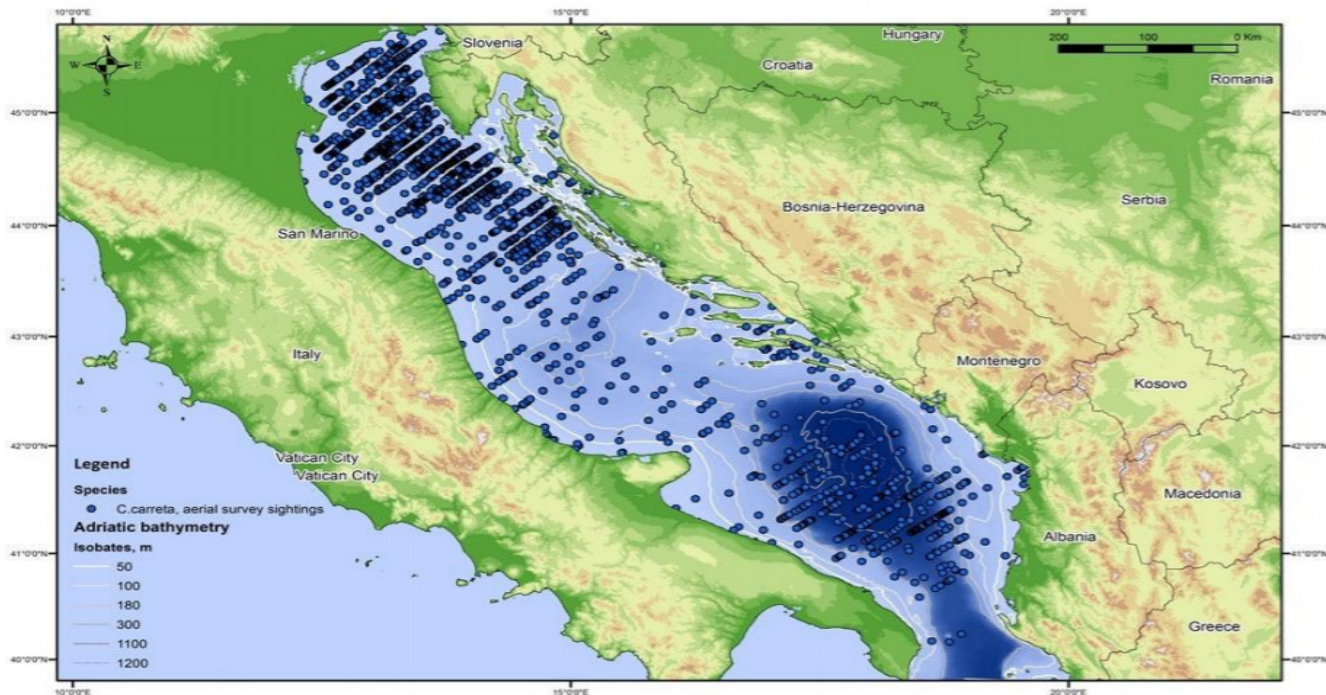 10°0'0"E 15°0'0"E 20°0'0"E
N
W E
S
Slovenia
Hungary
200 100 0 Km
Croatia
Romania
45°0'0"N 45°0'0"N
Bosnia-Herzegovina
Serbia
44°0'0"N 44°0'0"N
San Marino
43°0'0"N 43°0'0"N
Italy
Montenegro
Kosovo
42°0'0"N 42°0'0"N
Vatican City
Vatican City
Macedonia
Albania
41°0'0"N 41°0'0"N
Greece
40°0'0"N 40°0'0"N
Legend
Species
C.carreta, aerial survey sightings
Adriatic bathymetry
Isobates, m
50
100
180
300
1100
1200
10°0'0"E 15°0'0"E 20°0'0"E